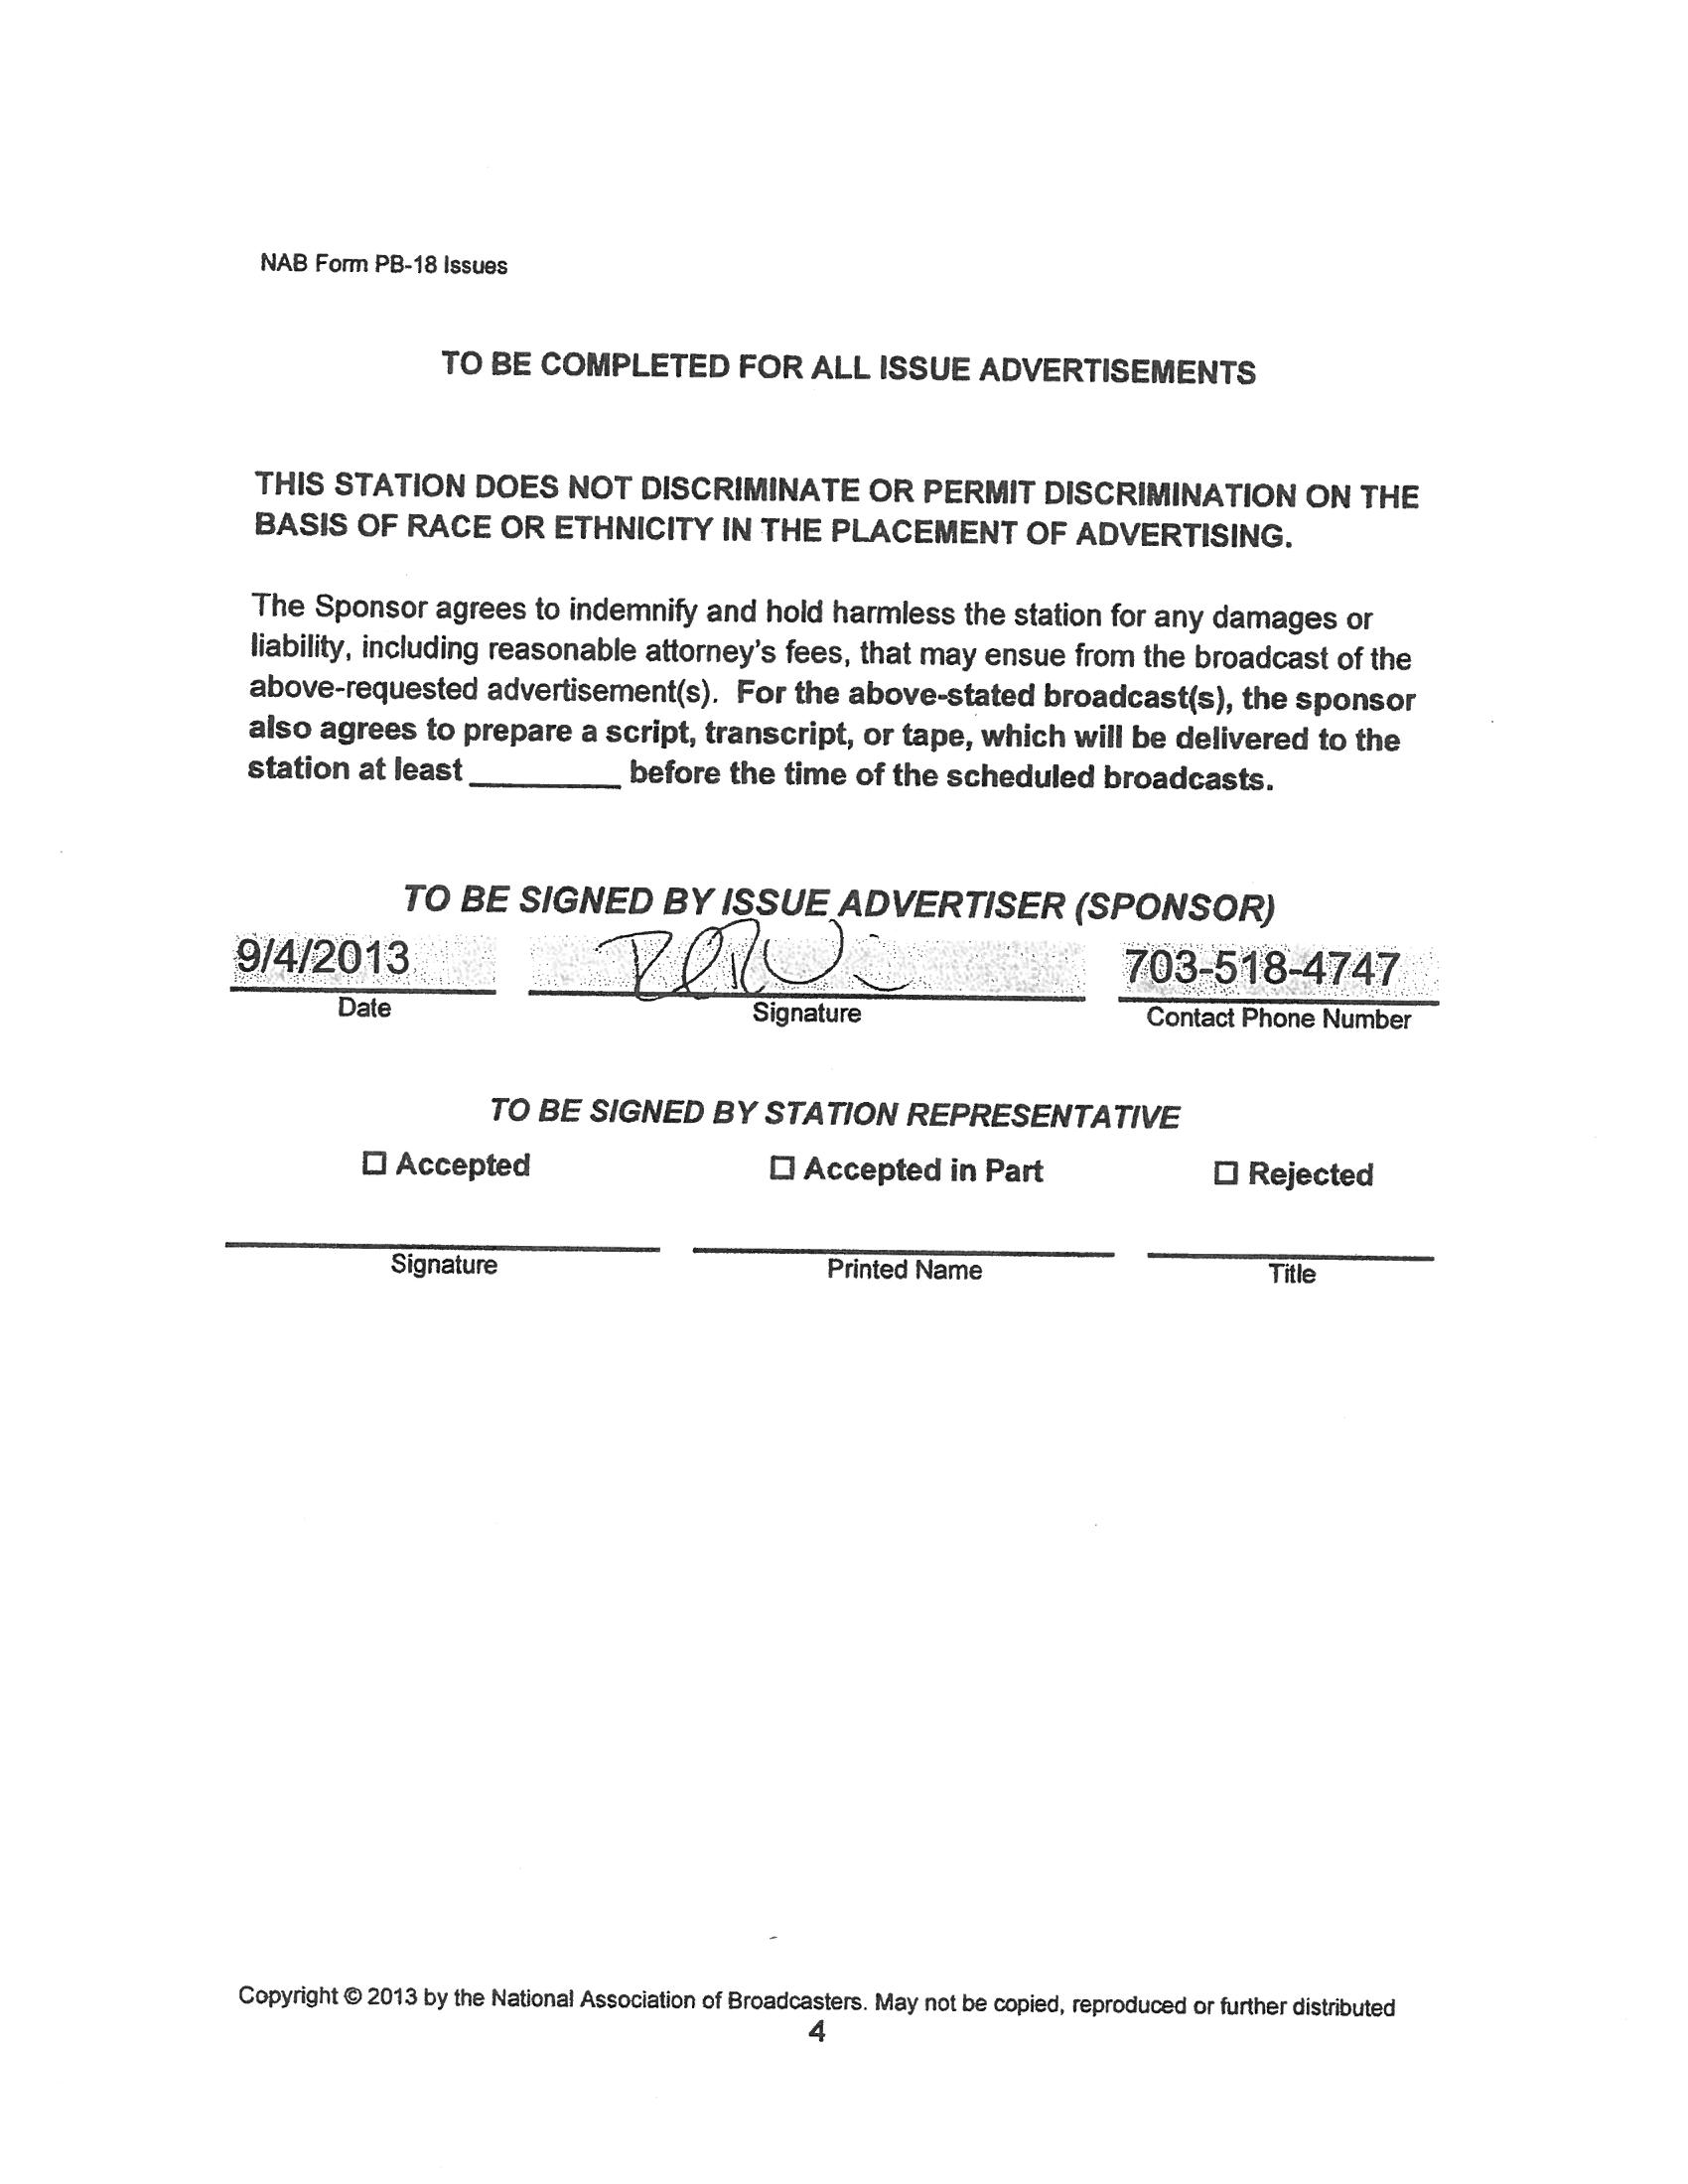 NAB Form PB-18 Issues
TO BE COMPLETED FOR ALL ISSUE ADVERTISEMENTS
THIS STATION DOES NOT DISCRIMINATE OR PERMIT DISCRIMINATION ON THE
BASIS OF RACE OR ETHNICITY IN THE PLACEMENT OF ADVERTISING.
The Sponsor agrees to indemnify and hold harmless the station for any damages or
liability, including reasonable attorney's fees, that may ensue from the broadcast of the
above-requested advertisement(s). For the above-stated broadcast(s), the sponsor
also agrees to prepare a script, transcript, or tape, which will be delivered to the
station at least ________ before the time of the scheduled broadcasts.
TO BE SIGNED BY ISSUE ADVERTISER (SPONSOR)
9/4/2013 703-518-4747
Date Signature Contact Phone Number
TO BE SIGNED BY STATION REPRESENTATIVE
☐ Accepted ☐ Accepted in Part ☐ Rejected
Signature Printed Name Title
Copyright © 2013 by the National Association of Broadcasters. May not be copied, reproduced or further distributed
4